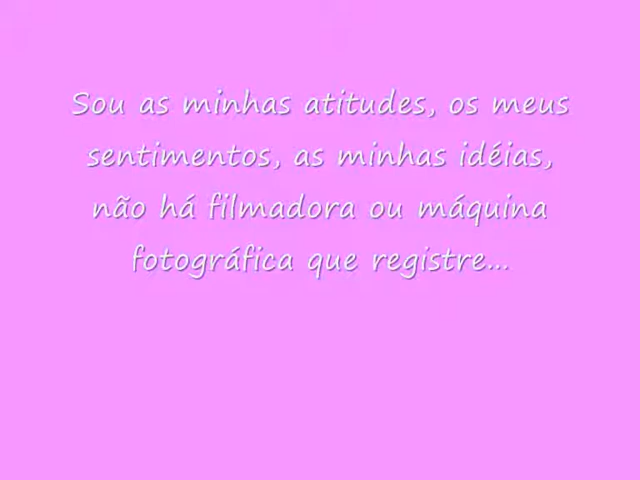 Sou as minhas atitudes, os meus
sentimentos, as minhas idéias,
não há filmadora ou máquina
fotográfica que registre...